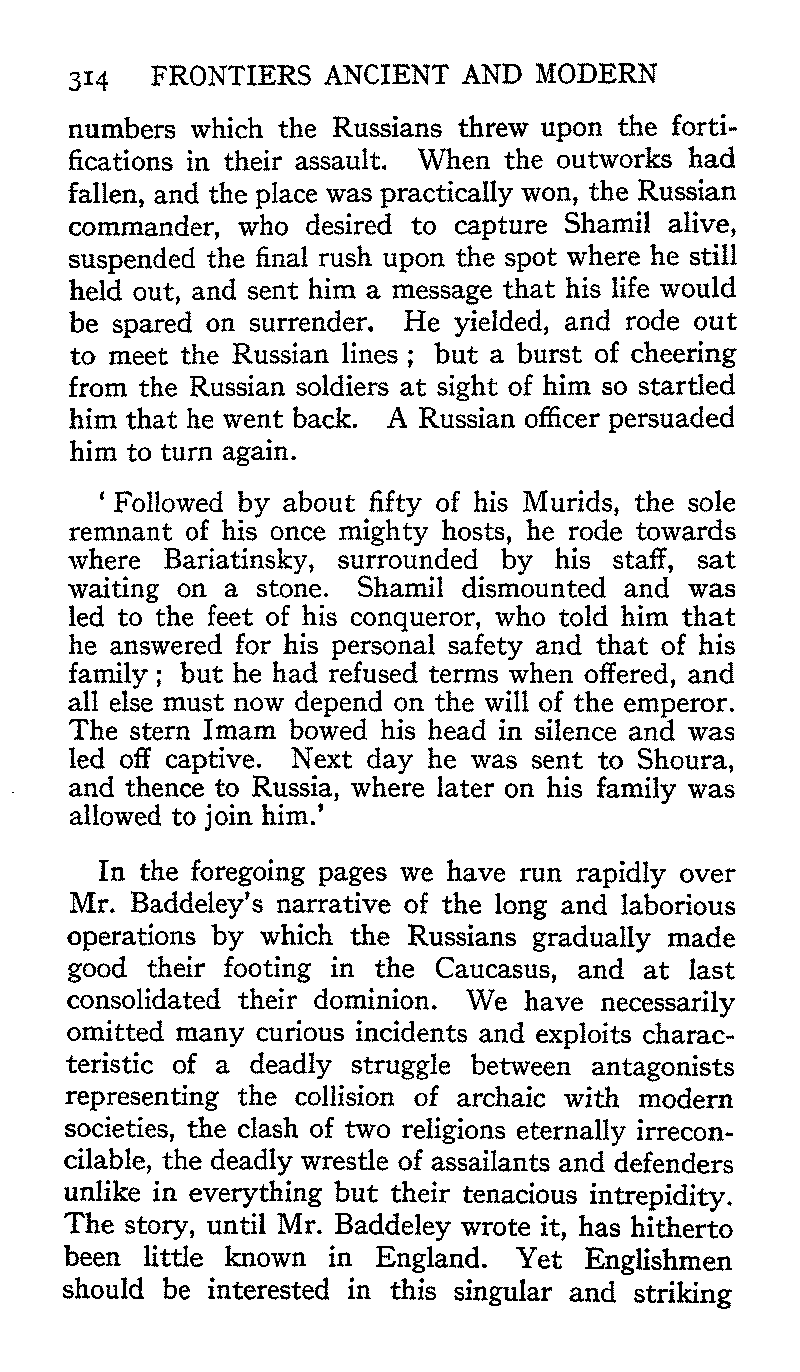 314 FRONTIERS ANCIENT AND MODERN
numbers which the Russians threw upon the forti-
fications in their assault. When the outworks had
fallen, and the place was practically won, the Russian
commander, who desired to capture Shamil alive,
suspended the final rush upon the spot where he still
held out, and sent him a message that his life would
be spared on surrender. He yielded, and rode out
to meet the Russian lines ; but a burst of cheering
from the Russian soldiers at sight of him so startled
him that he went back. A Russian officer persuaded
him to turn again.
‘ Followed by about fifty of his Murids, the sole
remnant of his once mighty hosts, he rode towards
where Bariatinsky, surrounded by his staff, sat
waiting on a stone. Shamil dismounted and was
led to the feet of his conqueror, who told him that
he answered for his personal safety and that of his
family ; but he had refused terms when offered, and
all else must now depend on the will of the emperor.
The stern Imam bowed his head in silence and was
led off captive. Next day he was sent to Shoura,
and thence to Russia, where later on his family was
allowed to join him.’
In the foregoing pages we have run rapidly over
Mr. Baddeley's narrative of the long and laborious
operations by which the Russians gradually made
good their footing in the Caucasus, and at last
consolidated their dominion. We have necessarily
omitted many curious incidents and exploits charac-
teristic of a deadly struggle between antagonists
representing the collision of archaic with modern
societies, the clash of two religions eternally irrecon-
cilable, the deadly wrestle of assailants and defenders
unlike in everything but their tenacious intrepidity.
The story, until Mr. Baddeley wrote it, has hitherto
been little known in England. Yet Englishmen
should be interested in this singular and striking